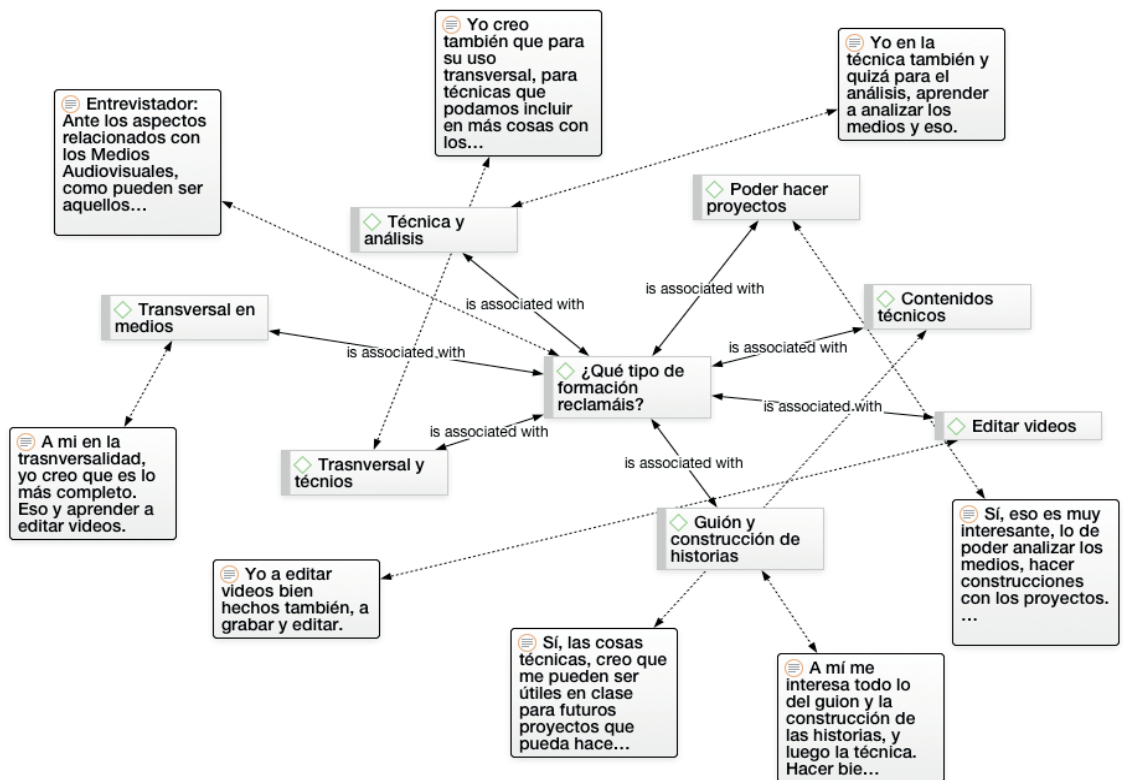 Yo creo
también que para
su uso
transversal, para
técnicas que
podamos incluir
en más cosas con
los…
Yo en la
técnica también y
quizá para el
análisis, aprender
a analizar los
medios y eso.
Entrevistador:
Ante los aspectos
relacionados con
los Medios
Audiovisuales,
como pueden ser
aquellos…
Poder hacer
proyectos
Técnica y
análisis
is associated with
is associated with
Contenidos
técnicos
Transversal en
medios
is associated with
is associated with
¿Qué tipo de
formación
reclamáis?
is associated with
Editar videos
is associated with
A mi en la
trasnversalidad,
yo creo que es lo
más completo.
Eso y aprender a
editar videos.
Trasnversal y
técnios
is associated with
Guión y
construcción de
historias
Sí, eso es muy
interesante, lo de
poder analizar los
medios, hacer
construcciones
con los proyectos.
…
Yo a editar
videos bien
hechos también, a
grabar y editar.
Sí, las cosas
técnicas, creo que
me pueden ser
útiles en clase
para futuros
proyectos que
pueda hace…
A mí me
interesa todo lo
del guion y la
construcción de
las historias, y
luego la técnica.
Hacer bie…